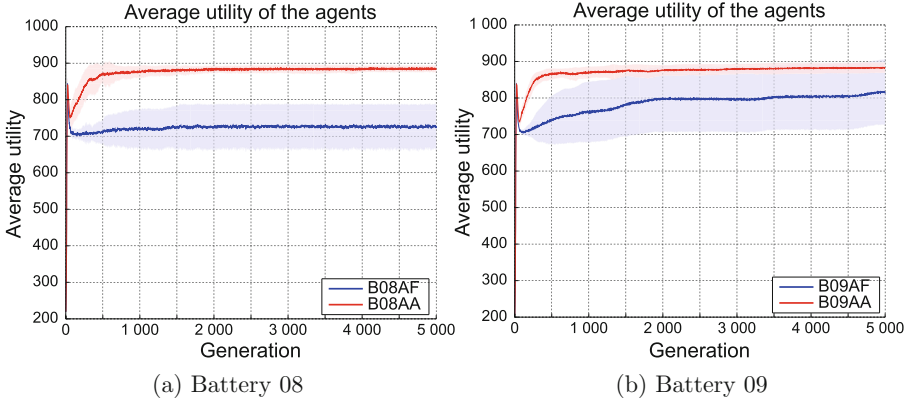 Average utility of the agents
1000
900
800
700
600
500
400
300
200
Average utility
0
1 000
2 000
3 000
4 000
5 000
Generation
B08AF
B08AA
(a) Battery 08
Average utility of the agents
1 000
900
800
700
600
500
400
300
200
Average utility
0
1 000
2 000
3 000
4 000
5 000
Generation
B09AF
B09AA
(b) Battery 09